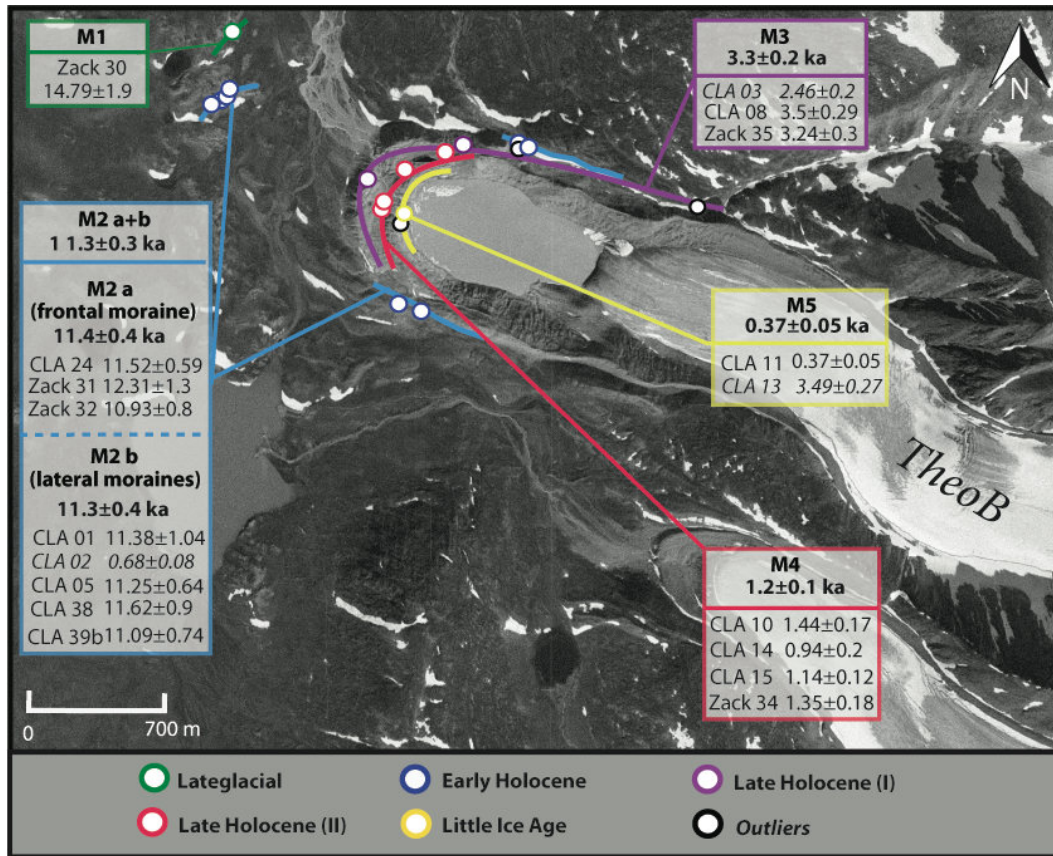 M1
Zack 30
14.79±1.9
M3
3.3±0.2 ka
CLA 03 2.46±0.2
CLA 08 3.5±0.29
Zack 35 3.24±0.3
N
M2 a+b
1 1.3±0.3 ka
M2 a
(frontal moraine)
11.4±0.4 ka
CLA 24 11.52±0.59
Zack 31 12.31±1.3
Zack 32 10.93±0.8
M2 b
(lateral moraines)
11.3±0.4 ka
CLA 01 11.38±1.04
CLA 02 0.68±0.08
CLA 05 11.25±0.64
CLA 38 11.62±0.9
CLA 39b 11.09±0.74
M5
0.37±0.05 ka
CLA 11 0.37±0.05
CLA 13 3.49±0.27
TheoB
M4
1.2±0.1 ka
CLA 10 1.44±0.17
CLA 14 0.94±0.2
CLA 15 1.14±0.12
Zack 34 1.35±0.18
0 700 m
Lateglacial
Early Holocene
Late Holocene (I)
Late Holocene (II)
Little Ice Age
Outliers